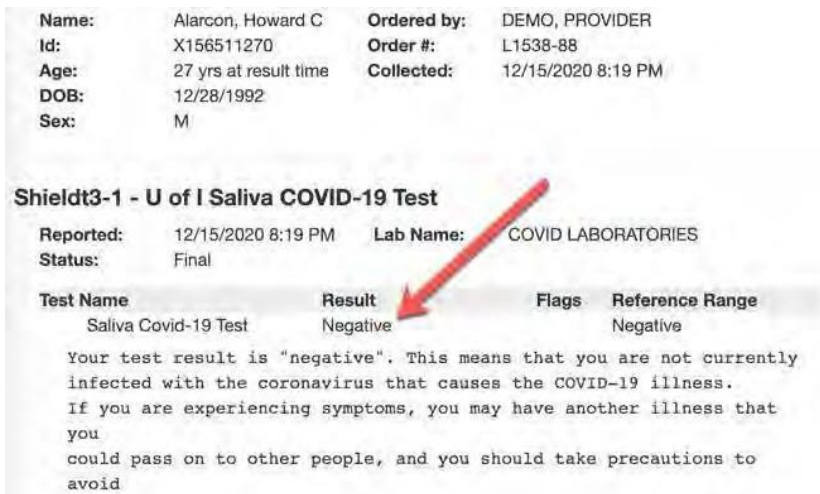 Name: Alarcon, Howard C Ordered by: DEMO, PROVIDER
Id: X156511270 Order #: L1538-88
Age: 27 yrs at result time Collected: 12/15/2020 8:19 PM
DOB: 12/28/1992
Sex: M
Shieldt3-1 - U of I Saliva COVID-19 Test
Reported: 12/15/2020 8:19 PM Lab Name: COVID LABORATORIES
Status: Final
Test Name Result Flags Reference Range
Saliva Covid-19 Test Negative Negative
Your test result is "negative". This means that you are not currently
infected with the coronavirus that causes the COVID-19 illness.
If you are experiencing symptoms, you may have another illness that
you
could pass on to other people, and you should take precautions to
avoid